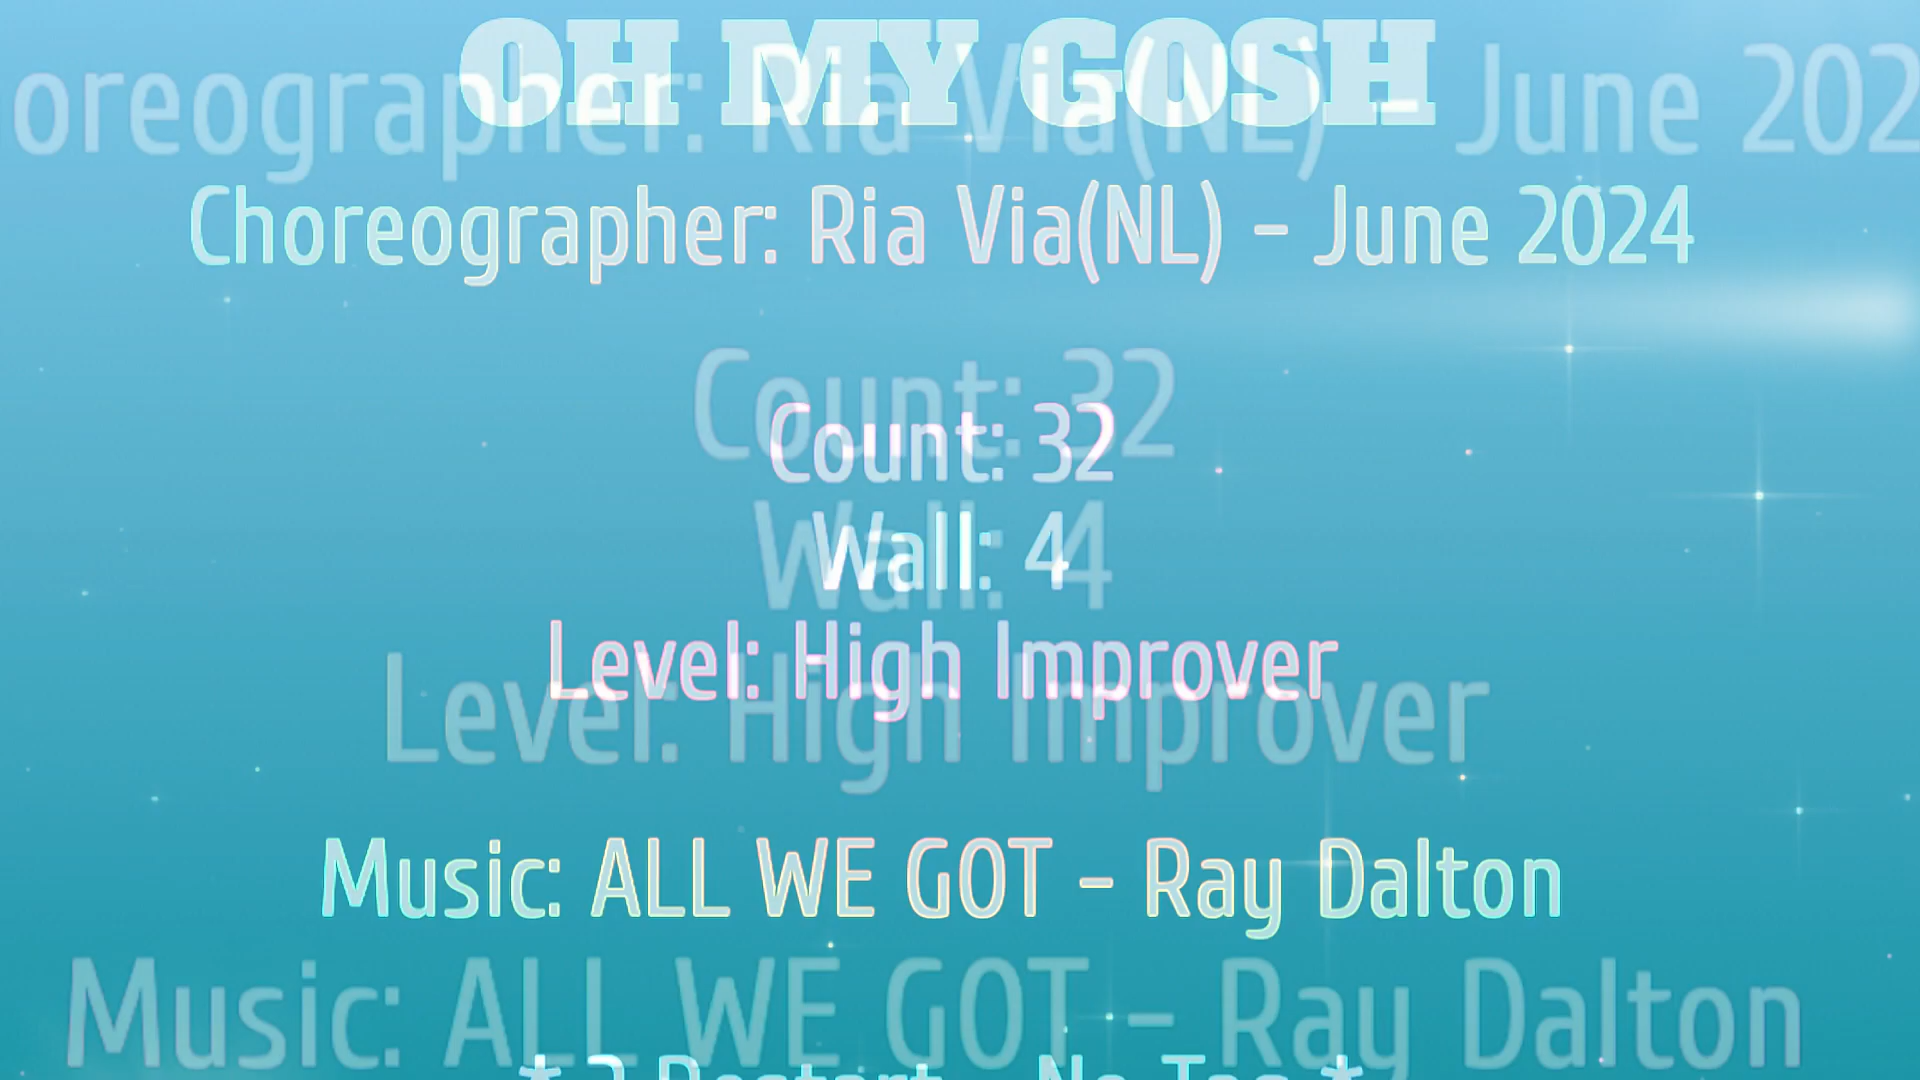 OH MY GOSH
Choreographer: Ria Via(NL) - June 2024
Count: 32
Wall: 4
Level: High Improver
Music: ALL WE GOT - Ray Dalton